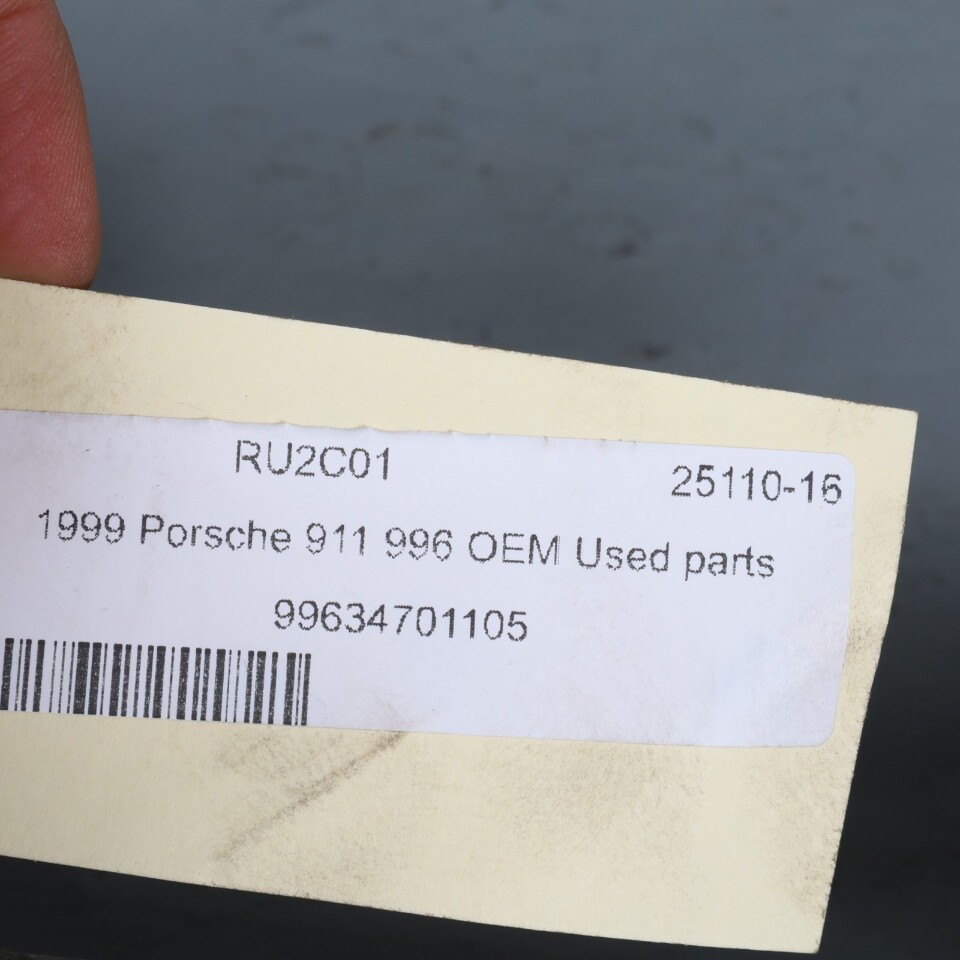 RU2C01 25110-16
1999 Porsche 911 996 OEM Used parts
99634701105